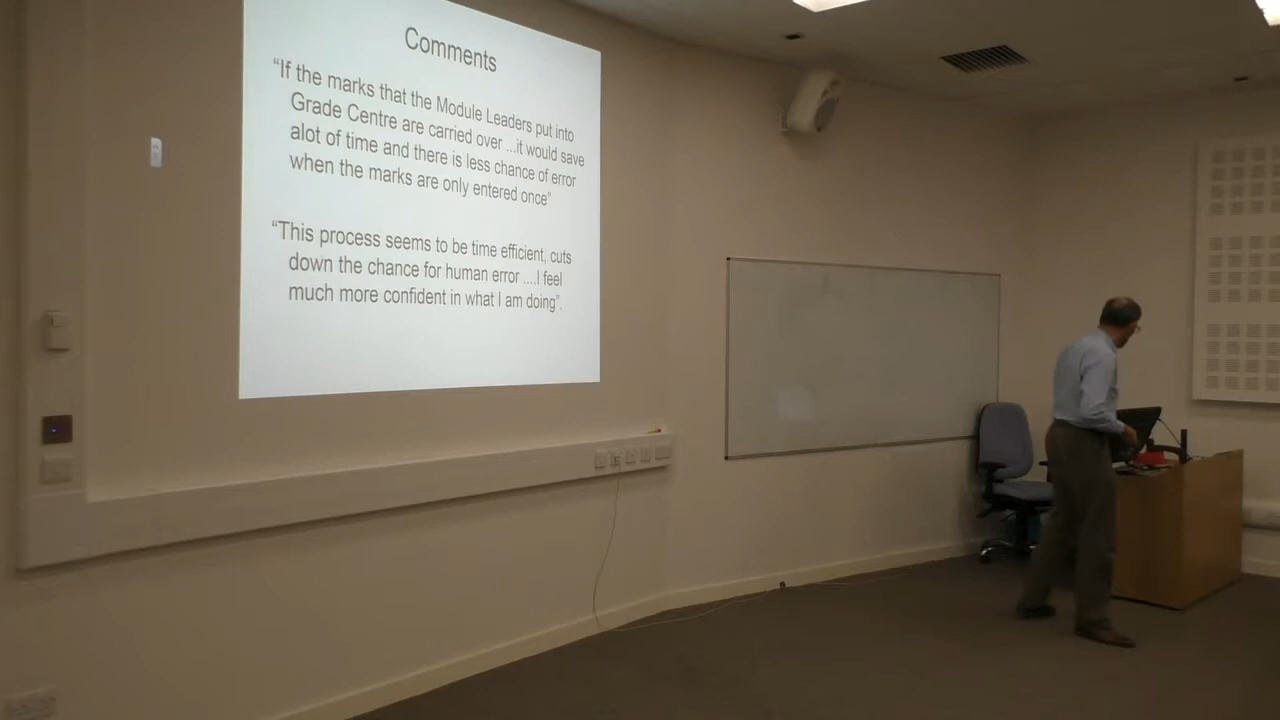 Comments
“If the marks that the Module Leaders put into
Grade Centre are carried over ...it would save
alot of time and there is less chance of error
when the marks are only entered once”
“This process seems to be time efficient, cuts
down the chance for human error ....I feel
much more confident in what I am doing”.